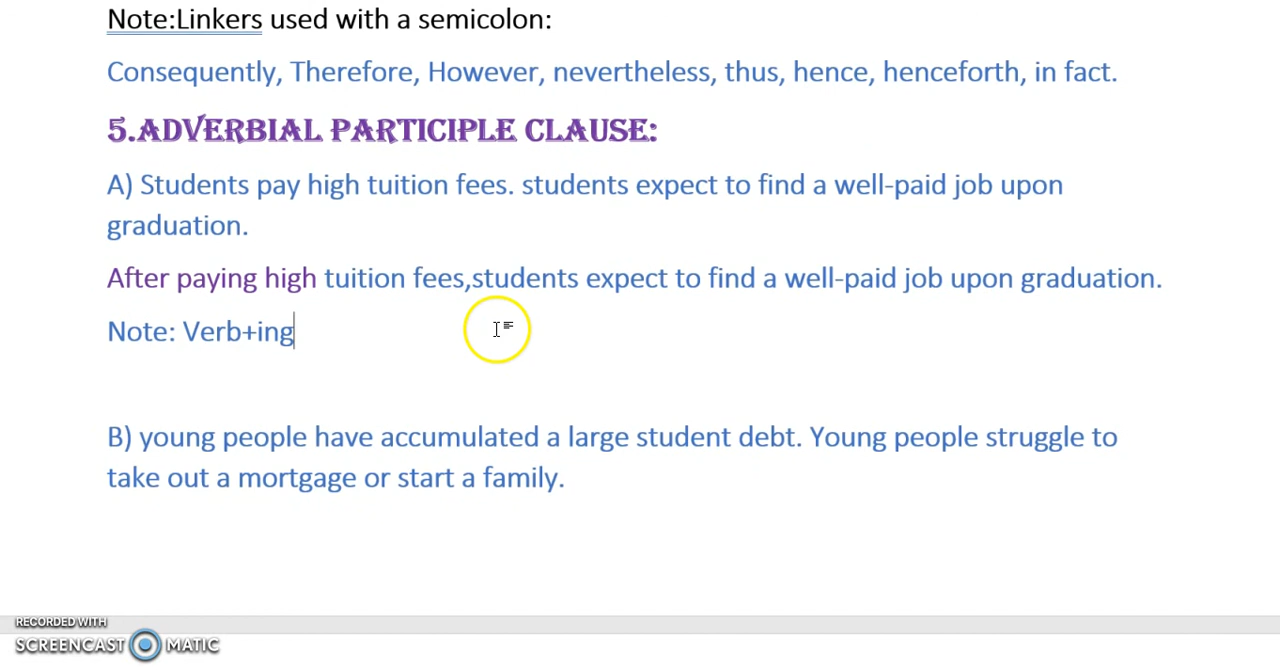 Note:Linkers used with a semicolon:
Consequently, Therefore, However, nevertheless, thus, hence, henceforth, in fact.
5.ADVERBIAL PARTICIPLE CLAUSE:
A) Students pay high tuition fees. students expect to find a well-paid job upon
graduation.
After paying high tuition fees,students expect to find a well-paid job upon graduation.
Note: Verb+ing
B) young people have accumulated a large student debt. Young people struggle to
take out a mortgage or start a family.
RECORDED WITH
SCREENCAST MATIC